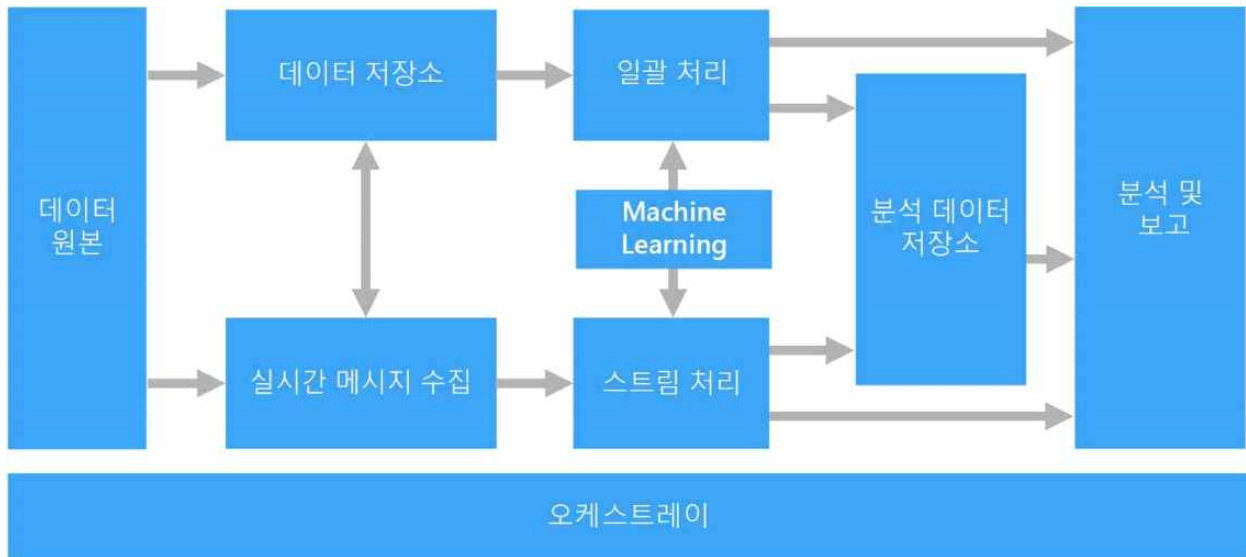 데이터 저장소
일괄 처리
데이터
원본
Machine
Learning
분석 데이터
저장소
분석 및
보고
실시간 메시지 수집
스트림 처리
오케스트레이